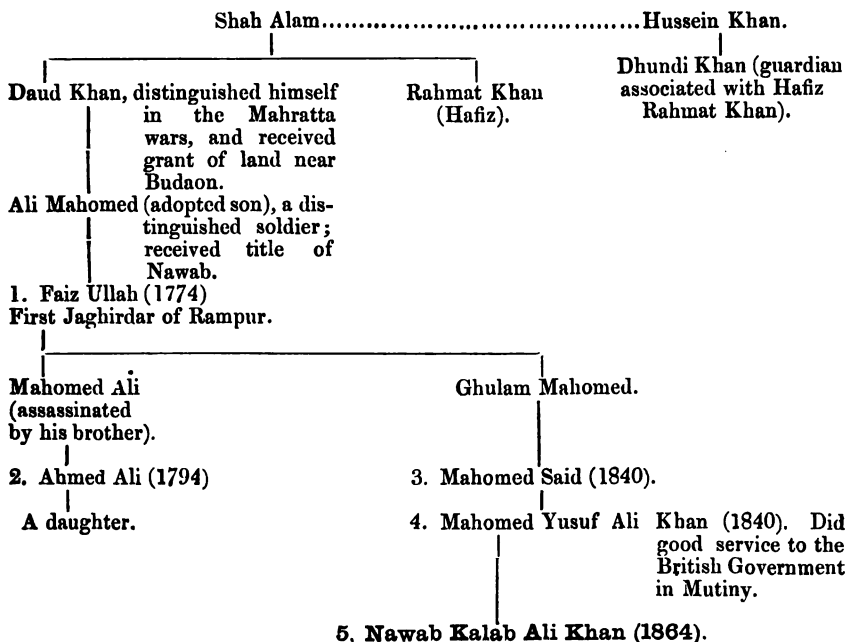 Shah Alam........................................Hussein Khan.
Dhundi Khan (guardian
associated with Hafiz
Rahmat Khan).
Daud Khan, distinguished himself
in the Mahratta
wars, and received
grant of land near
Budaon.
Rahmat Khan
(Hafiz).
Ali Mahomed (adopted son), a dis-
tinguished soldier;
received title of
Nawab.
1. Faiz Ullah (1774)
First Jaghirdar of Rampur.
Mahomed Ali
(assassinated
by his brother).
Ghulam Mahomed.
2. Ahmed Ali (1794)
3. Mahomed Said (1840).
A daughter.
4. Mahomed Yusuf Ali Khan (1840). Did
good service to the
British Government
in Mutiny.
5. Nawab Kalab Ali Khan (1864).